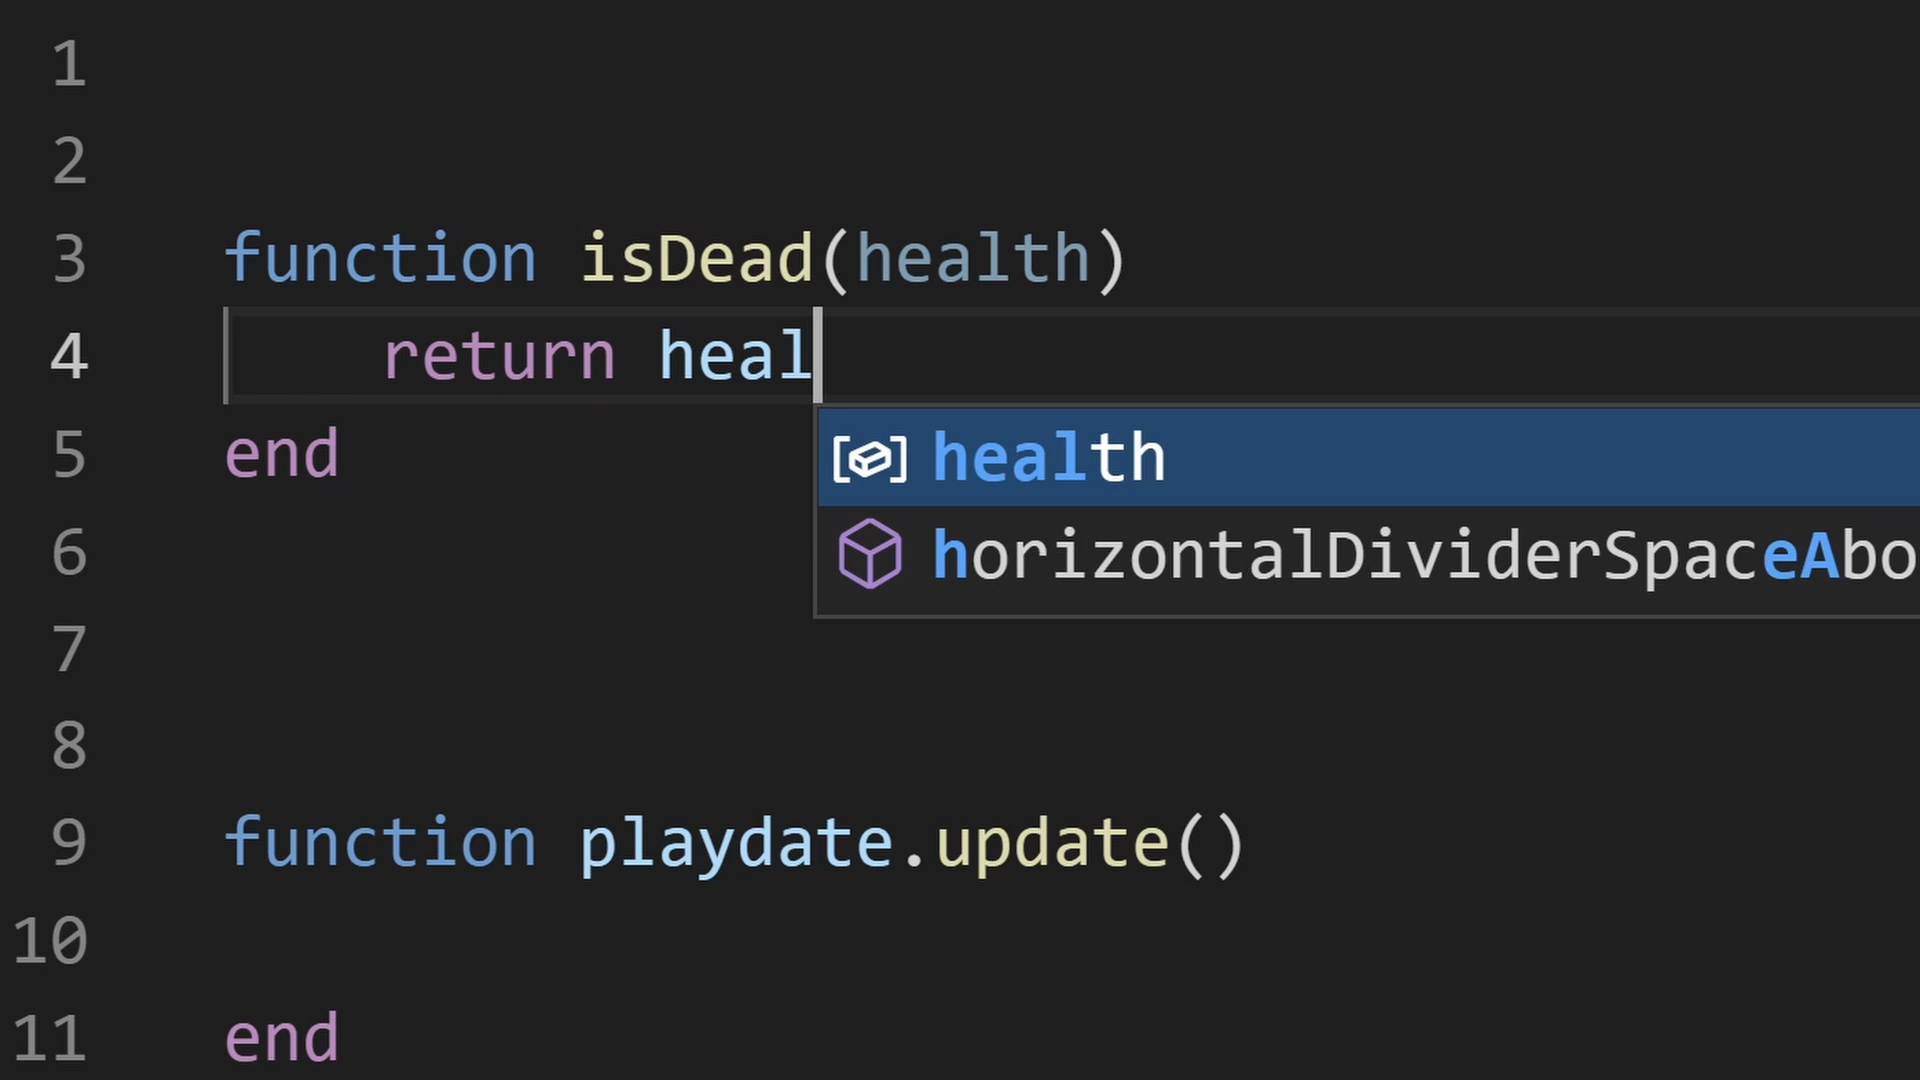 1
2
3 function isDead(health)
4 return heal
health
5 end
horizontalDividerSpaceAbo
6
7
8
9 function playdate.update()
10
11 end